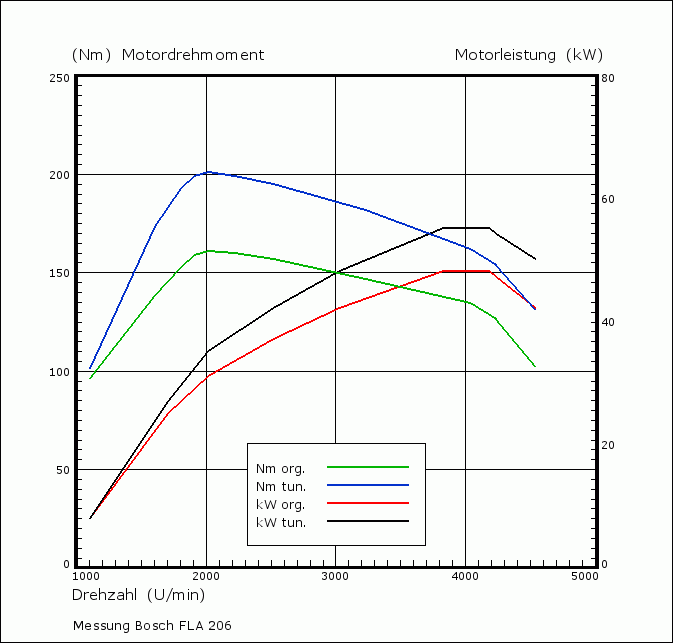 (Nm) Motordrehmoment Motorleistung (kW)
250 80
200
60
150
40
100
20
50
0 0
Nm org.
Nm tun.
kW org.
kW tun.
1000 2000 3000 4000 5000
Drehzahl (U/min)
Messung Bosch FLA 206